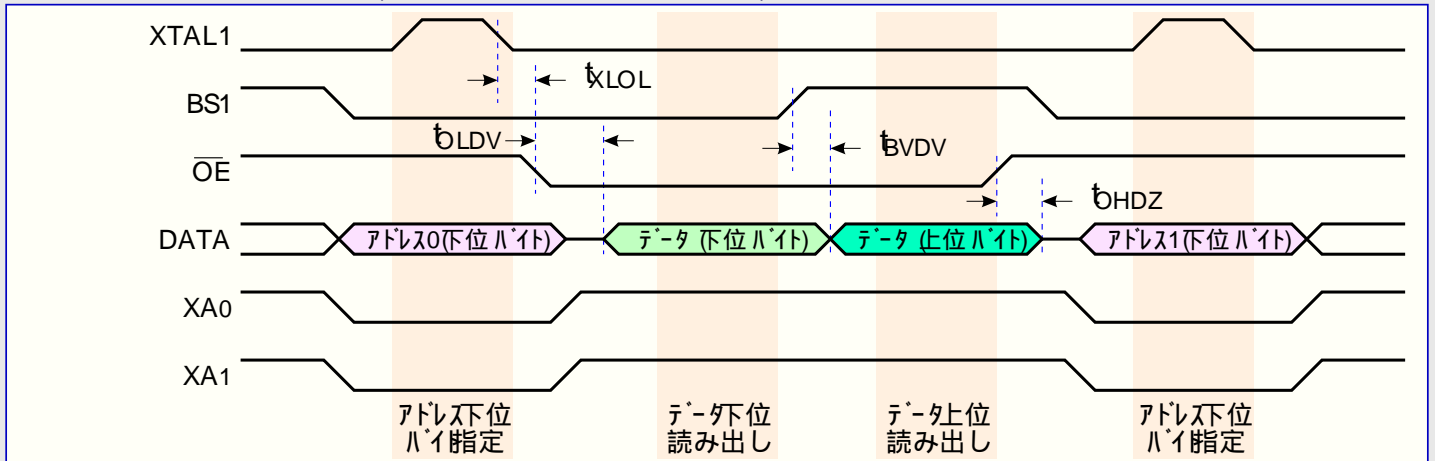 XTAL1
tXLOL
BS1
tOLDV
tBVDV
OE
tOHDZ
DATA
アドレス0(下位バイト)
データ(下位バイト)
データ(上位バイト)
アドレス1(下位バイト)
XA0
XA1
アドレス下位
バイト指定
データ下位
読み出し
データ上位
読み出し
アドレス下位
バイト指定